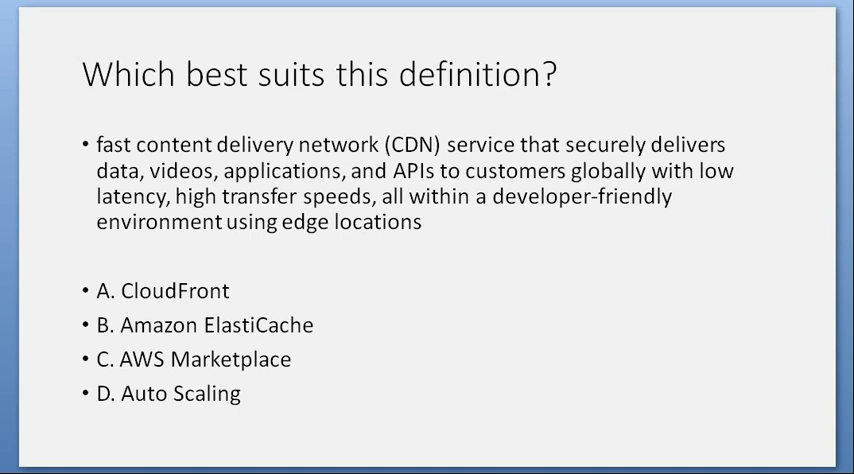 Which best suits this definition?
• fast content delivery network (CDN) service that securely delivers
data, videos, applications, and APIs to customers globally with low
latency, high transfer speeds, all within a developer-friendly
environment using edge locations
• A. CloudFront
• B. Amazon ElastiCache
• C. AWS Marketplace
• D. Auto Scaling